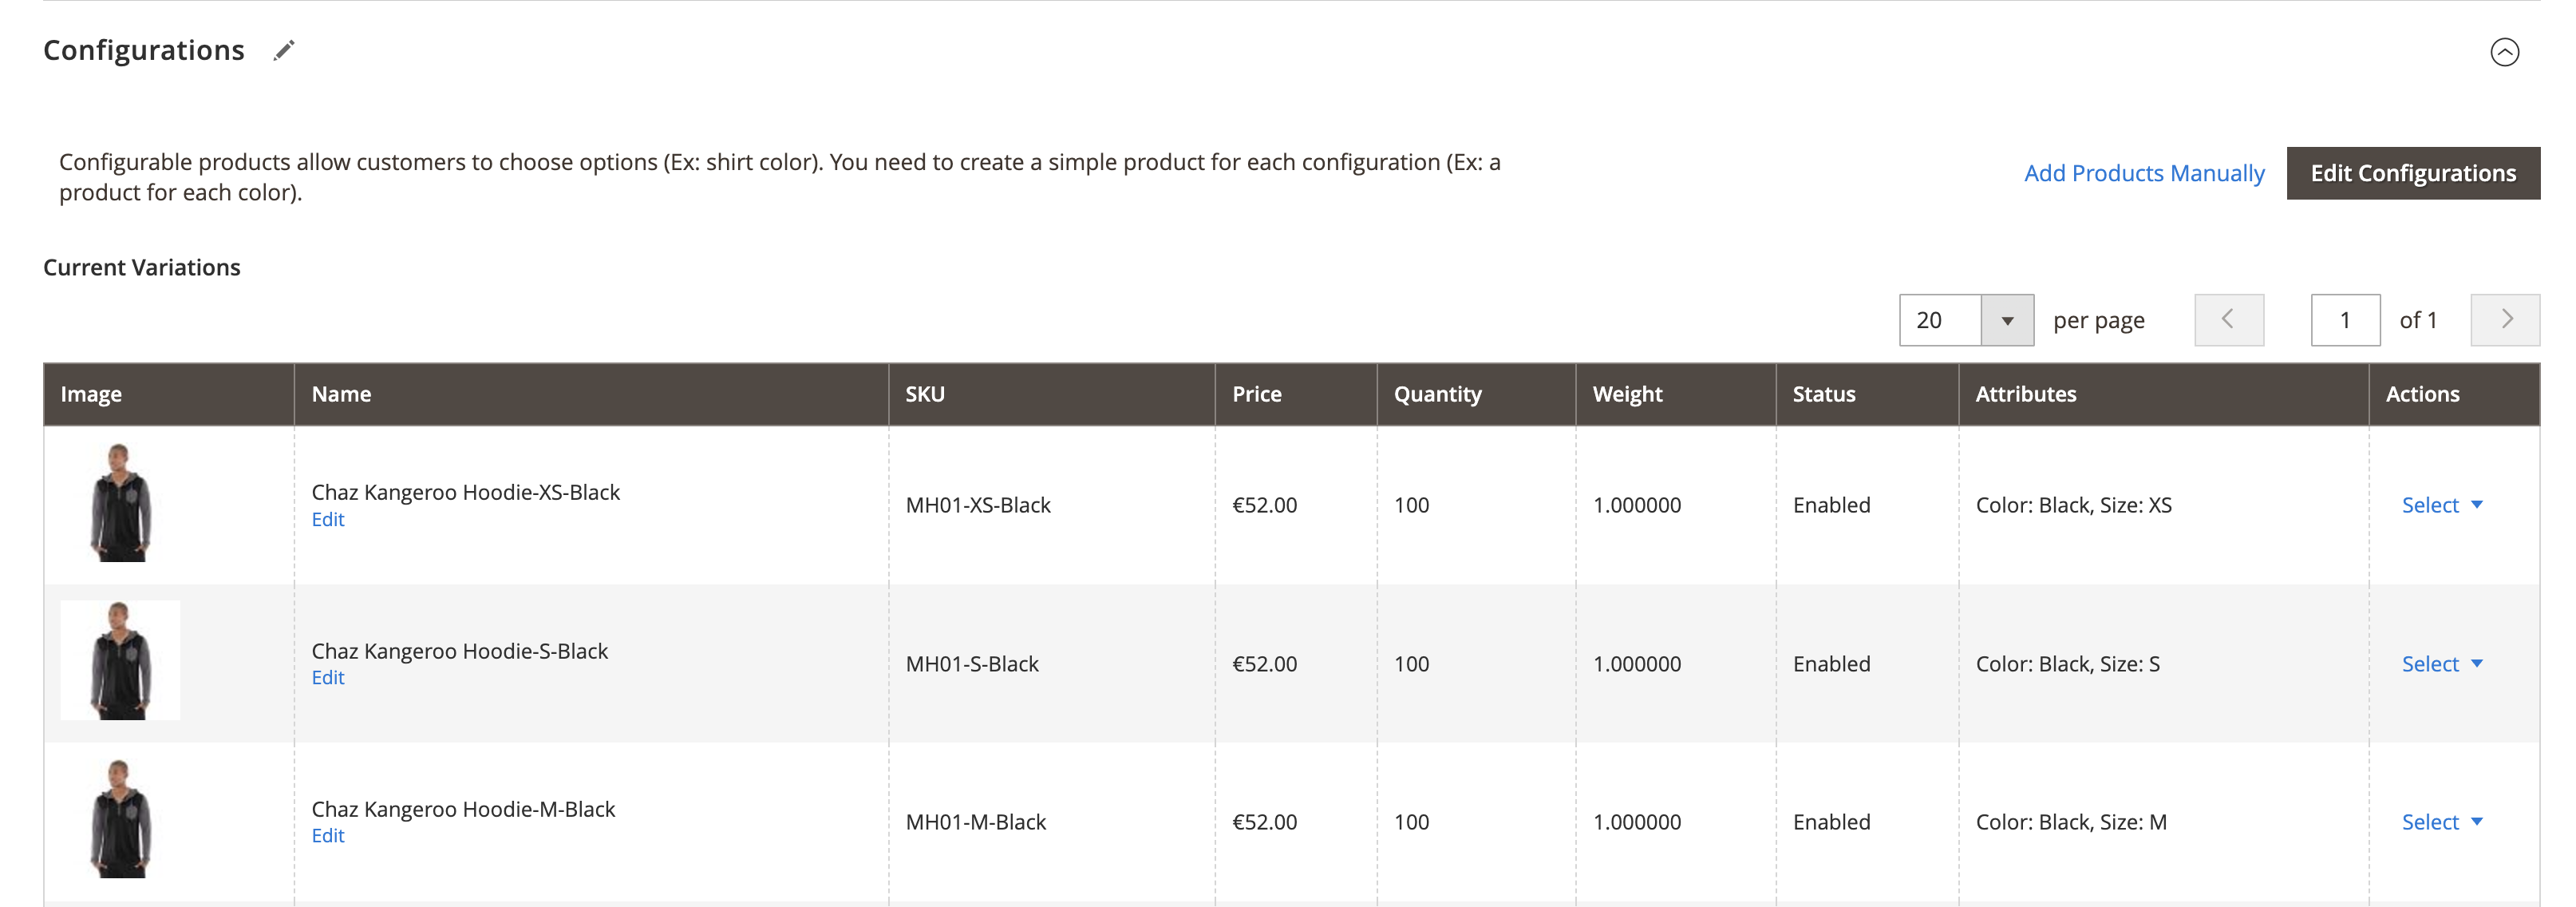 Configurations
Configurable products allow customers to choose options (Ex: shirt color). You need to create a simple product for each configuration (Ex: a
product for each color).
Add Products Manually
Edit Configurations
Current Variations
20 per page 1 of 1
Image Name SKU Price Quantity Weight Status Attributes Actions
Chaz Kangeroo Hoodie-XS-Black
Edit
MH01-XS-Black €52.00 100 1.000000 Enabled Color: Black, Size: XS Select
Chaz Kangeroo Hoodie-S-Black
Edit
MH01-S-Black €52.00 100 1.000000 Enabled Color: Black, Size: S Select
Chaz Kangeroo Hoodie-M-Black
Edit
MH01-M-Black €52.00 100 1.000000 Enabled Color: Black, Size: M Select